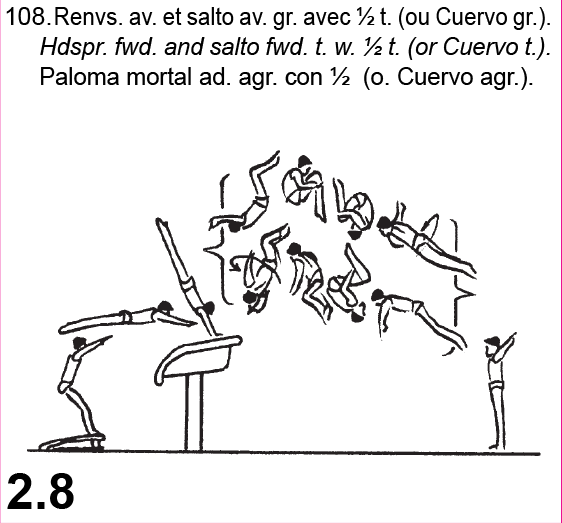 108.Renvs. av. et salto av. gr. avec ½ t. (ou Cuervo gr.).
Hdspr. fwd. and salto fwd. t. w. ½ t. (or Cuervo t.).
Paloma mortal ad. agr. con ½ (o. Cuervo agr.).
2.8